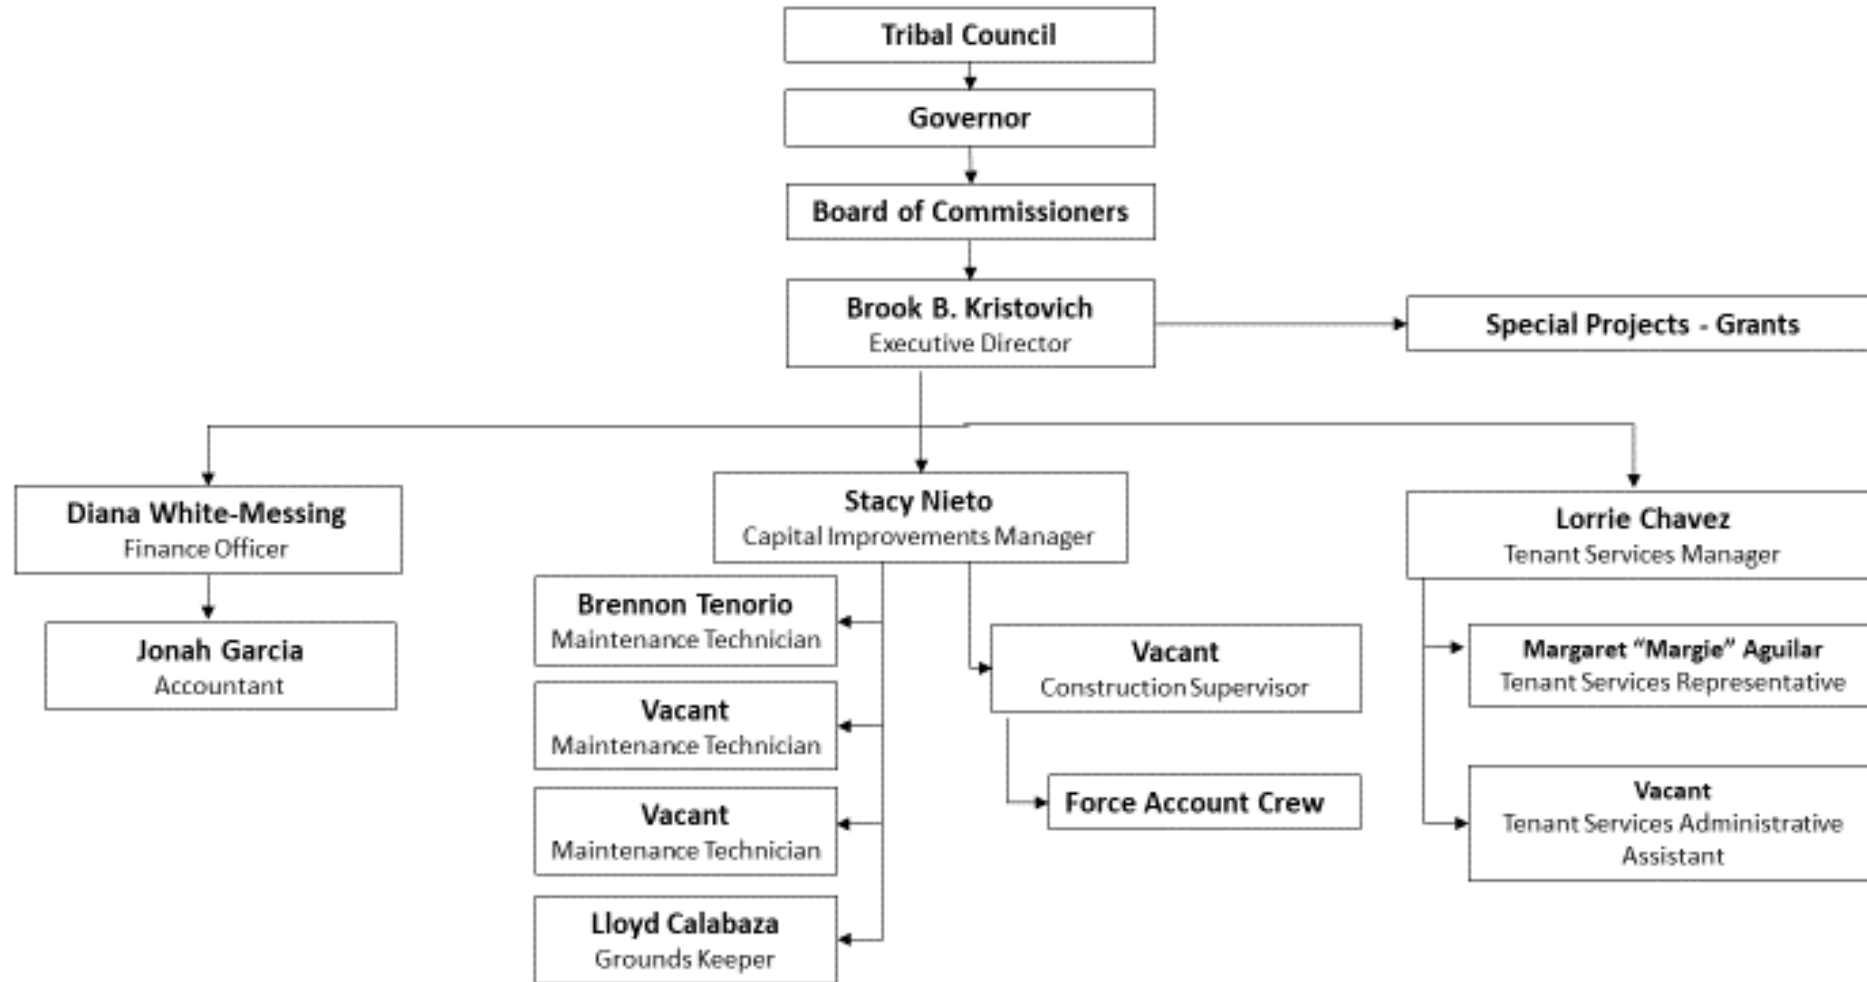 Tribal Council
Governor
Board of Commissioners
Brook B. Kristovich
Executive Director
Special Projects - Grants
Diana White-Messing
Finance Officer
Jonah Garcia
Accountant
Stacy Nieto
Capital Improvements Manager
Brennon Tenorio
Maintenance Technician
Vacant
Maintenance Technician
Vacant
Maintenance Technician
Lloyd Calabaza
Grounds Keeper
Vacant
Construction Supervisor
Force Account Crew
Lorrie Chavez
Tenant Services Manager
Margaret “Margie” Aguilar
Tenant Services Representative
Vacant
Tenant Services Administrative
Assistant